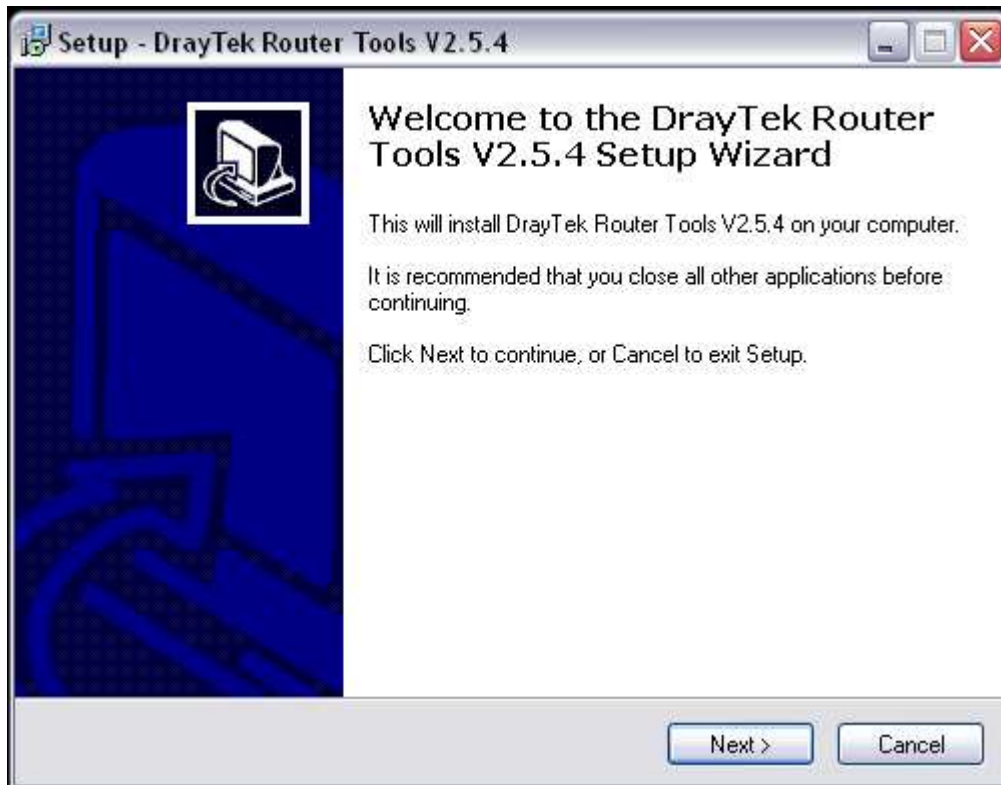 Setup - DrayTek Router Tools V2.5.4
Welcome to the DrayTek Router
Tools V2.5.4 Setup Wizard
This will install DrayTek Router Tools V2.5.4 on your computer.
It is recommended that you close all other applications before
continuing.
Click Next to continue, or Cancel to exit Setup.
Next >
Cancel